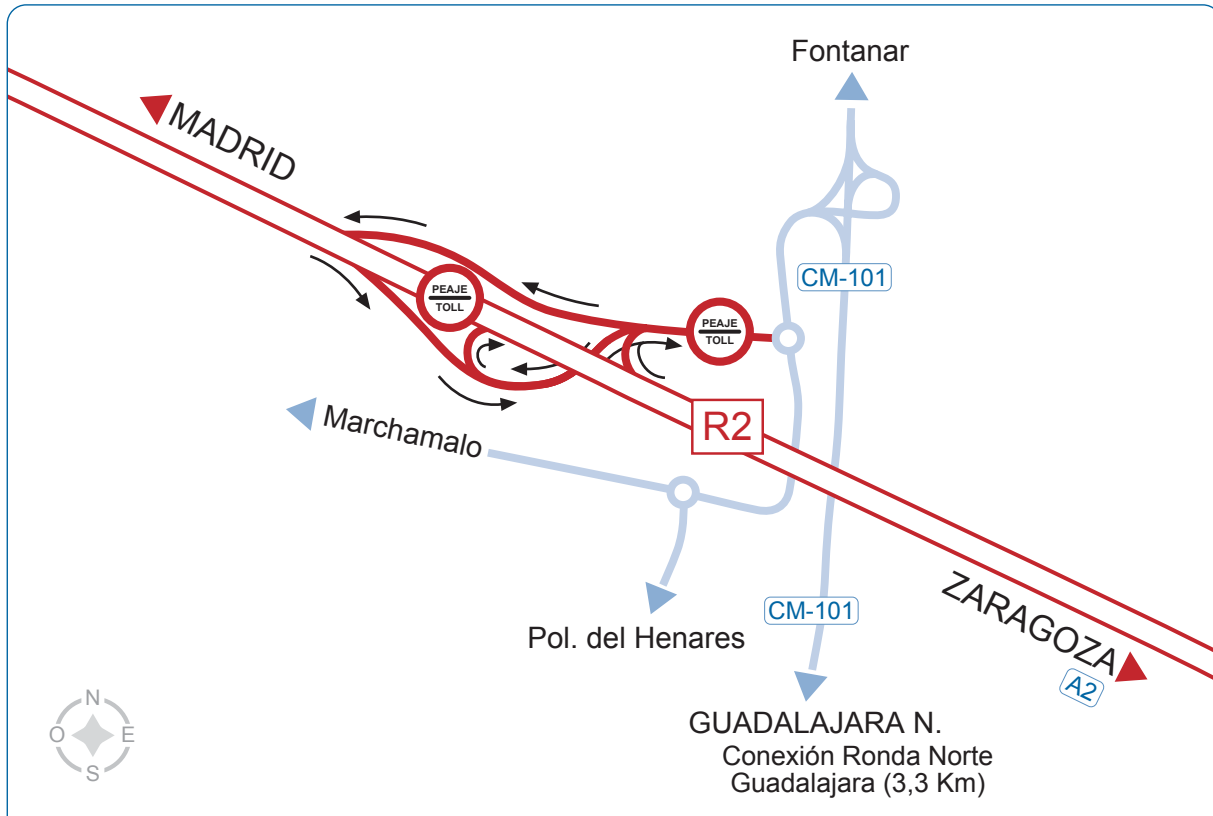 Fontanar
MADRID
CM-101
PEAJE
TOLL
PEAJE
TOLL
Marchamalo
R2
CM-101
Pol. del Henares
ZARAGOZA
A2
N
O
E
S
GUADALAJARA N.
Conexión Ronda Norte
Guadalajara (3,3 Km)